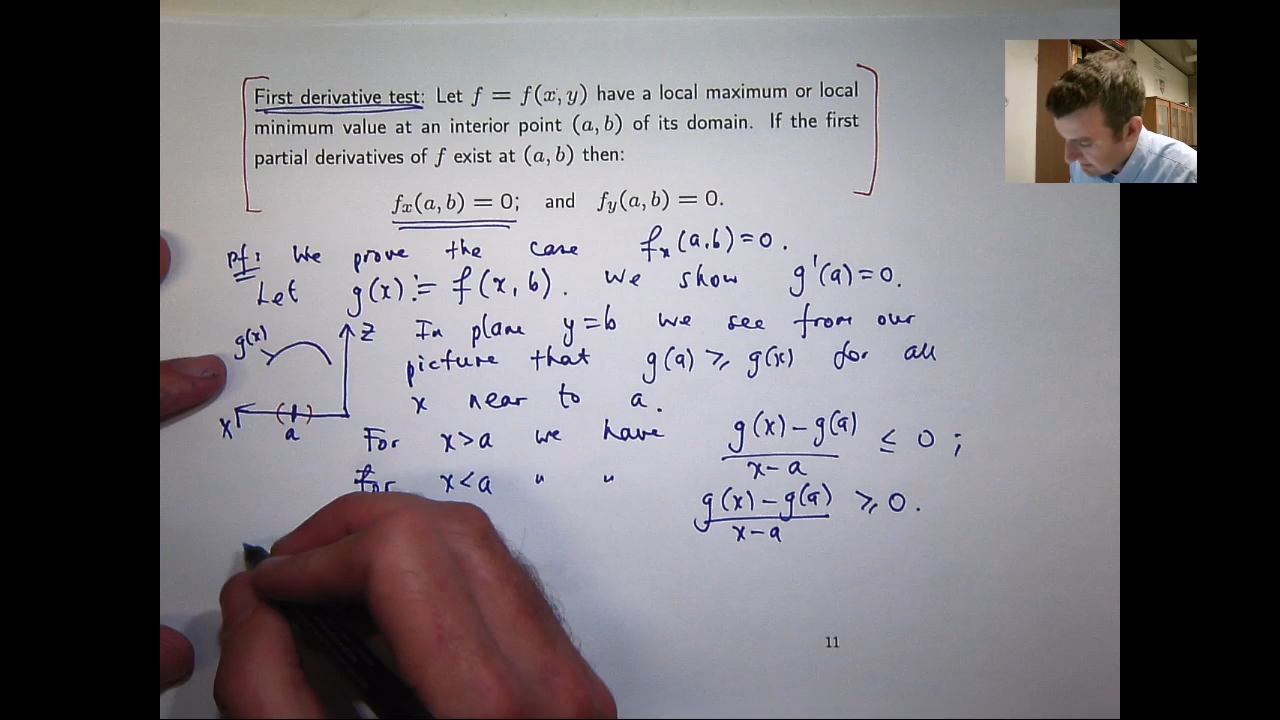 First derivative test: Let f = f(x, y) have a local maximum or local
minimum value at an interior point (a, b) of its domain. If the first
partial derivatives of f exist at (a, b) then:
f_x(a, b) = 0; and f_y(a, b) = 0.
pf: We prove the case f_x(a,b) = 0.
Let g(x) := f(x, b). We show g'(a) = 0.
g(x)
z
x
a
In plane y = b we see from our
picture that g(a) ≥ g(x) for all
x near to a.
For x > a we have (g(x) − g(a))/(x − a) ≤ 0 ;
for x < a " " (g(x) − g(a))/(x − a) ≥ 0.
11